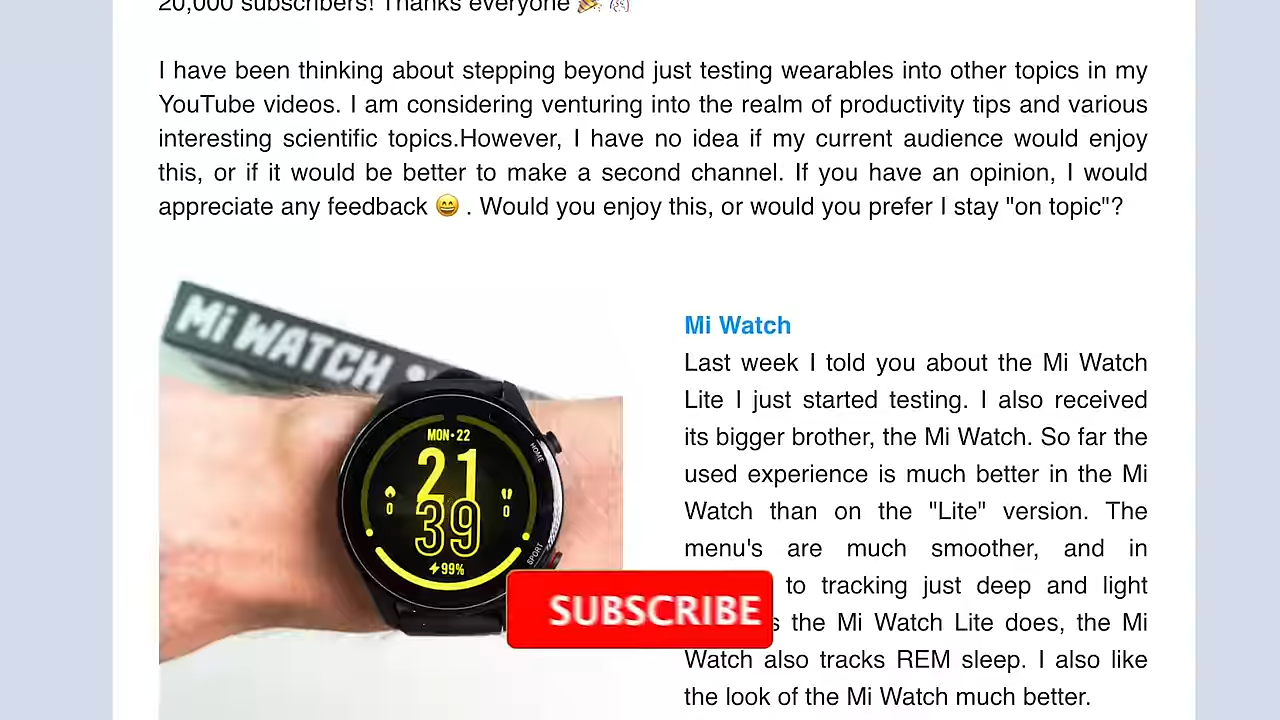 20,000 subscribers! Thanks everyone 🎉
I have been thinking about stepping beyond just testing wearables into other topics in my
YouTube videos. I am considering venturing into the realm of productivity tips and various
interesting scientific topics.However, I have no idea if my current audience would enjoy
this, or if it would be better to make a second channel. If you have an opinion, I would
appreciate any feedback 😄 . Would you enjoy this, or would you prefer I stay "on topic"?
Mi WATCH
MON•22
21
39
0
0
99%
HOME
SPORT
Mi Watch
Last week I told you about the Mi Watch
Lite I just started testing. I also received
its bigger brother, the Mi Watch. So far the
used experience is much better in the Mi
Watch than on the "Lite" version. The
menu's are much smoother, and in
to tracking just deep and light
the Mi Watch Lite does, the Mi
Watch also tracks REM sleep. I also like
the look of the Mi Watch much better.
SUBSCRIBE